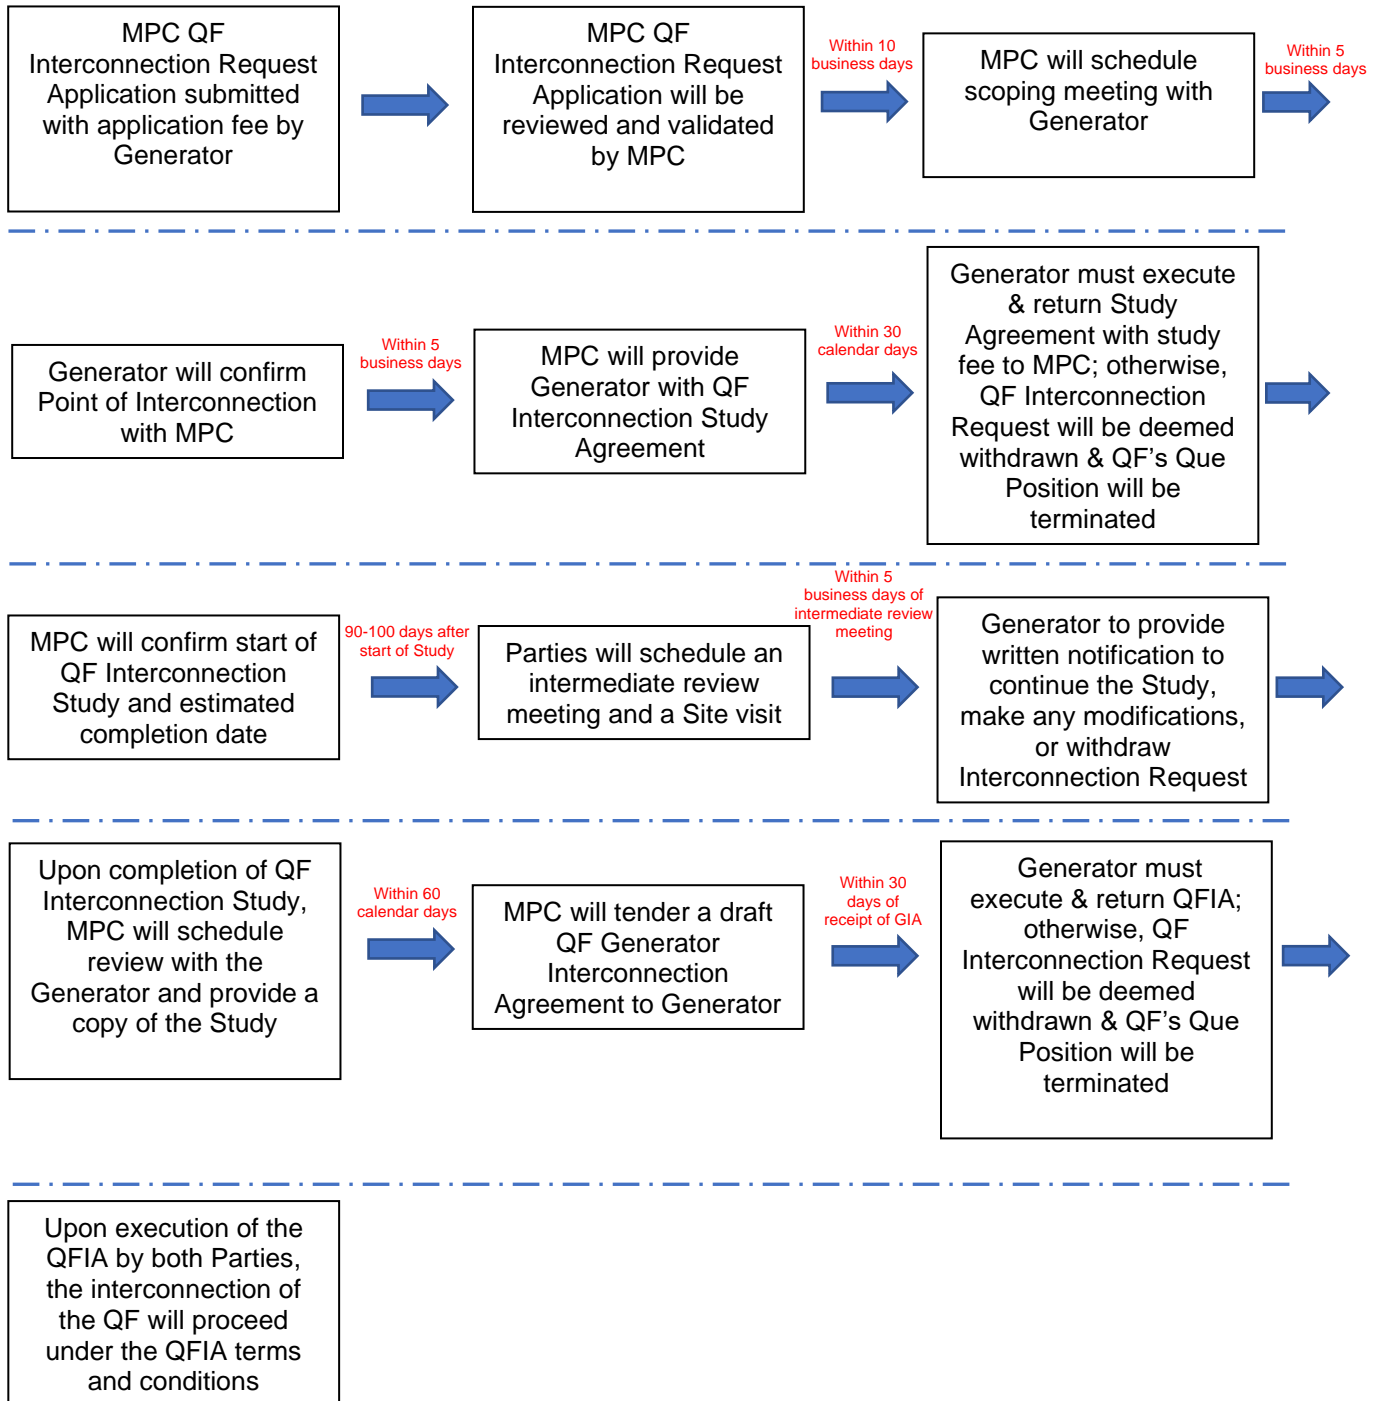 MPC QF
Interconnection Request
Application submitted
with application fee by
Generator
MPC QF
Interconnection Request
Application will be
reviewed and validated
by MPC
Within 10
business days
MPC will schedule
scoping meeting with
Generator
Within 5
business days
Generator will confirm
Point of Interconnection
with MPC
Within 5
business days
MPC will provide
Generator with QF
Interconnection Study
Agreement
Within 30
calendar days
Generator must execute
& return Study
Agreement with study
fee to MPC; otherwise,
QF Interconnection
Request will be deemed
withdrawn & QF’s Que
Position will be
terminated
MPC will confirm start of
QF Interconnection
Study and estimated
completion date
90-100 days after
start of Study
Parties will schedule an
intermediate review
meeting and a Site visit
Within 5
business days of
intermediate review
meeting
Generator to provide
written notification to
continue the Study,
make any modifications,
or withdraw
Interconnection Request
Upon completion of QF
Interconnection Study,
MPC will schedule
review with the
Generator and provide a
copy of the Study
Within 60
calendar days
MPC will tender a draft
QF Generator
Interconnection
Agreement to Generator
Within 30
days of
receipt of GIA
Generator must
execute & return QFIA;
otherwise, QF
Interconnection Request
will be deemed
withdrawn & QF’s Que
Position will be
terminated
Upon execution of the
QFIA by both Parties,
the interconnection of
the QF will proceed
under the QFIA terms
and conditions